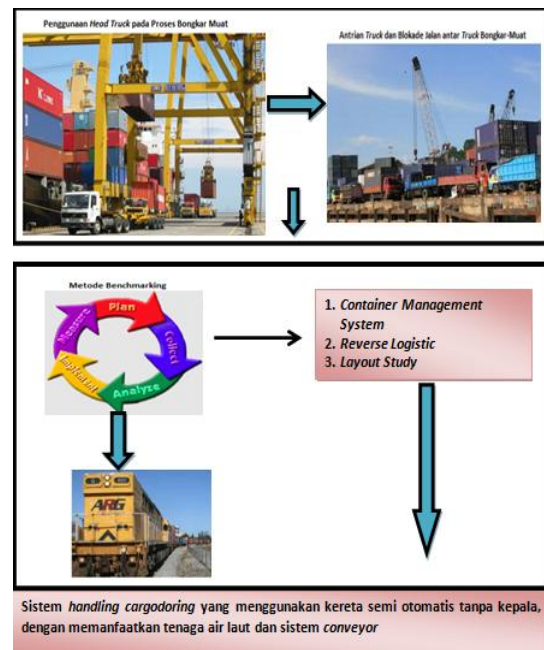 Penggunaan Head Truck pada Proses Bongkar Muat
Antrian Truck dan Blokade Jalan antar Truck Bongkar-Muat
Metode Benchmarking
Measure
Plan
Collect
Analyze
Implement
1. Container Management
System
2. Reverse Logistic
3. Layout Study
ARG
Sistem handling cargodoring yang menggunakan kereta semi otomatis tanpa kepala,
dengan memanfaatkan tenaga air laut dan sistem conveyor